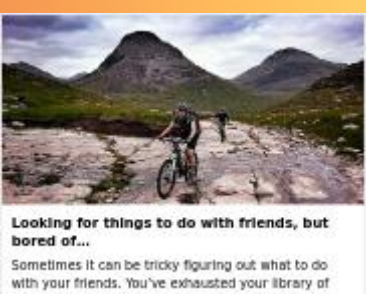 Looking for things to do with friends, but
bored of...
Sometimes it can be tricky figuring out what to do
with your friends. You've exhausted your library of